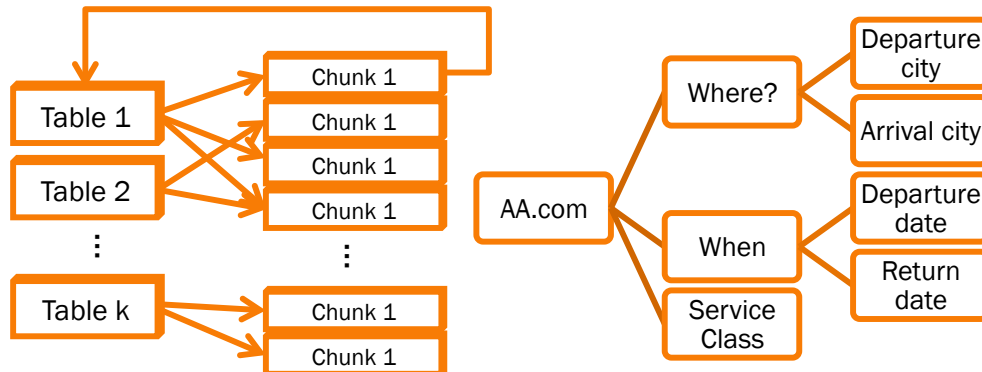 Table 1
Table 2
⋮
Table k
Chunk 1
Chunk 1
Chunk 1
Chunk 1
⋮
Chunk 1
Chunk 1
AA.com
Where?
When
Service
Class
Departure
city
Arrival city
Departure
date
Return
date